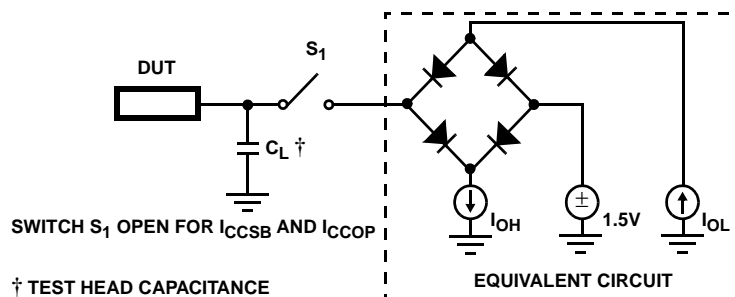 DUT
S1
CL †
SWITCH S1 OPEN FOR ICCSB AND ICCOP
† TEST HEAD CAPACITANCE
IOH
±
1.5V
IOL
EQUIVALENT CIRCUIT